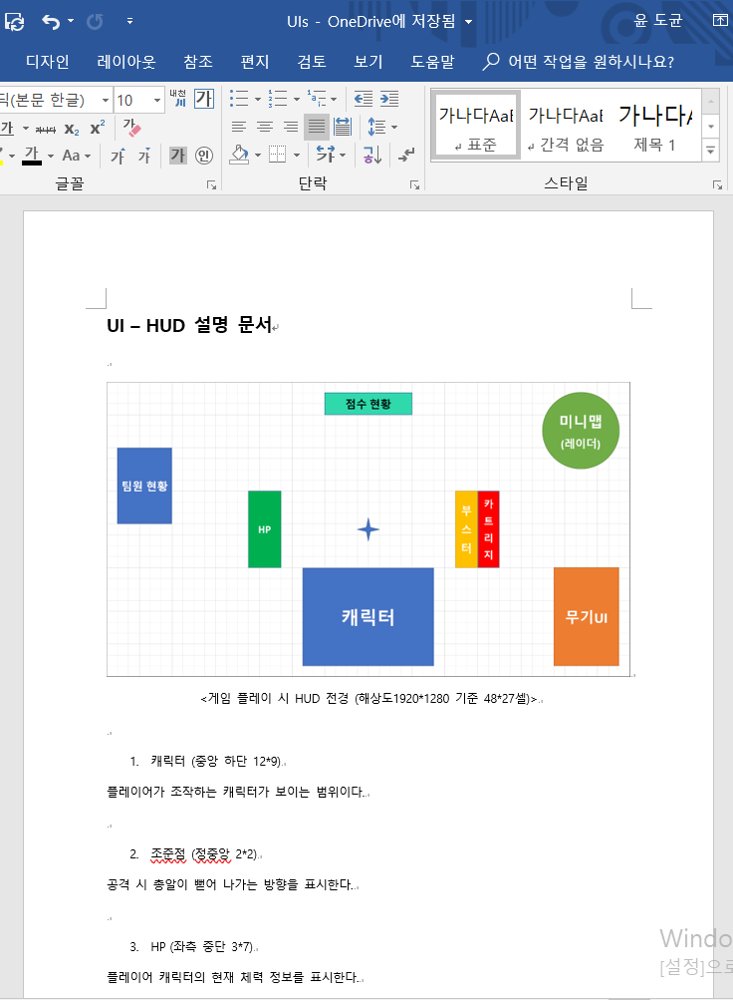 UIs - OneDrive에 저장됨
윤 도균
디자인 레이아웃 참조 편지 검토 보기 도움말 어떤 작업을 원하시나요?
딕(본문 한글) 10 내천 川 가
가 가나다 X₂ X² 가
가 Aa 가 가 가 인
가나다AaB 가나다AaB 가나다A
↲ 표준 ↲ 간격 없음 제목 1
글꼴 단락 스타일
UI – HUD 설명 문서
점수 현황
미니맵
(레이더)
팀원 현황
HP
부스터
카트리지
캐릭터
무기UI
<게임 플레이 시 HUD 전경 (해상도1920*1280 기준 48*27셀)>
1. 캐릭터 (중앙 하단 12*9)
플레이어가 조작하는 캐릭터가 보이는 범위이다.
2. 조준점 (정중앙 2*2)
공격 시 총알이 뻗어 나가는 방향을 표시한다.
3. HP (좌측 중단 3*7)
플레이어 캐릭터의 현재 체력 정보를 표시한다.
Windo
[설정]으로